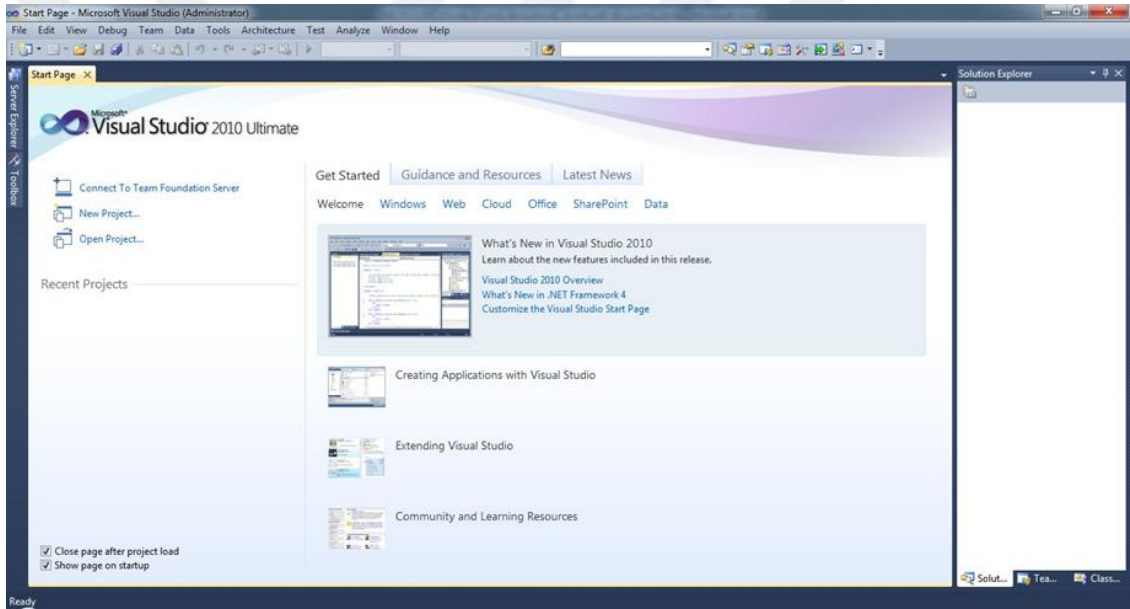 Start Page - Microsoft Visual Studio (Administrator)
File Edit View Debug Team Data Tools Architecture Test Analyze Window Help
Start Page
Solution Explorer
Server Explorer
Toolbox
Microsoft
Visual Studio 2010 Ultimate
Connect To Team Foundation Server
New Project...
Open Project...
Recent Projects
Close page after project load
Show page on startup
Get Started Guidance and Resources Latest News
Welcome Windows Web Cloud Office SharePoint Data
What's New in Visual Studio 2010
Learn about the new features included in this release.
Visual Studio 2010 Overview
What's New in .NET Framework 4
Customize the Visual Studio Start Page
Creating Applications with Visual Studio
Extending Visual Studio
Community and Learning Resources
Solut... Tea... Class...
Ready